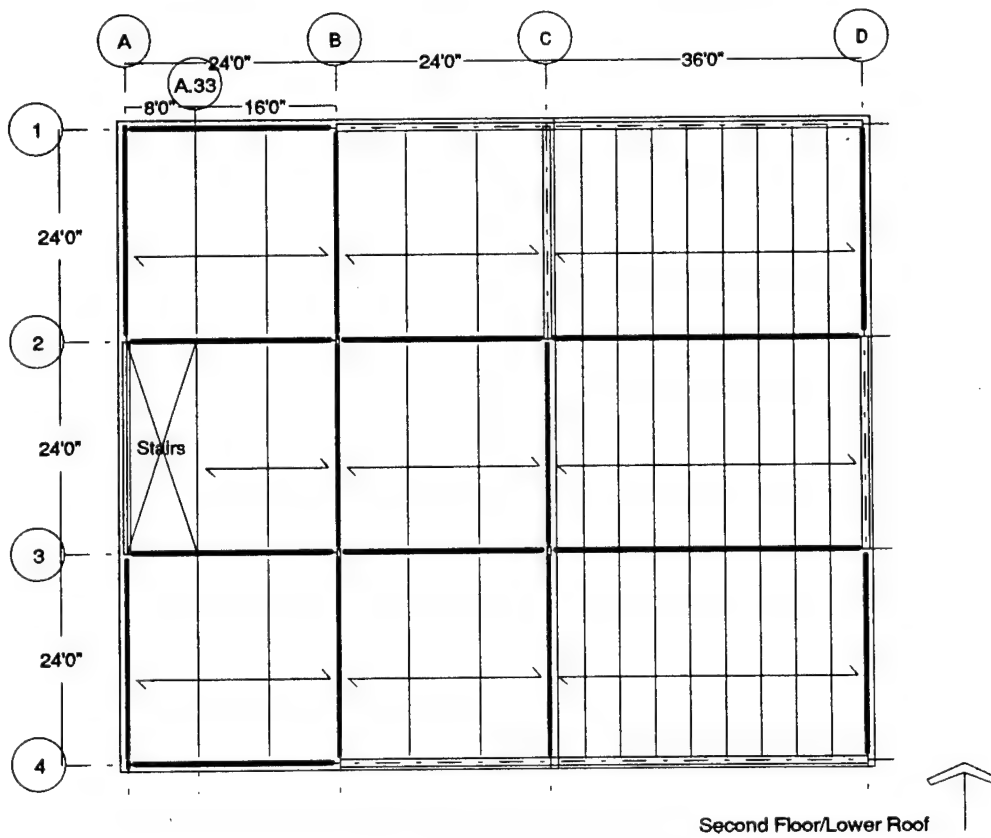 A B C D
24'0" 24'0" 36'0"
A.33
8'0" 16'0"
1
24'0"
2
24'0"
Stairs
3
24'0"
4
Second Floor/Lower Roof